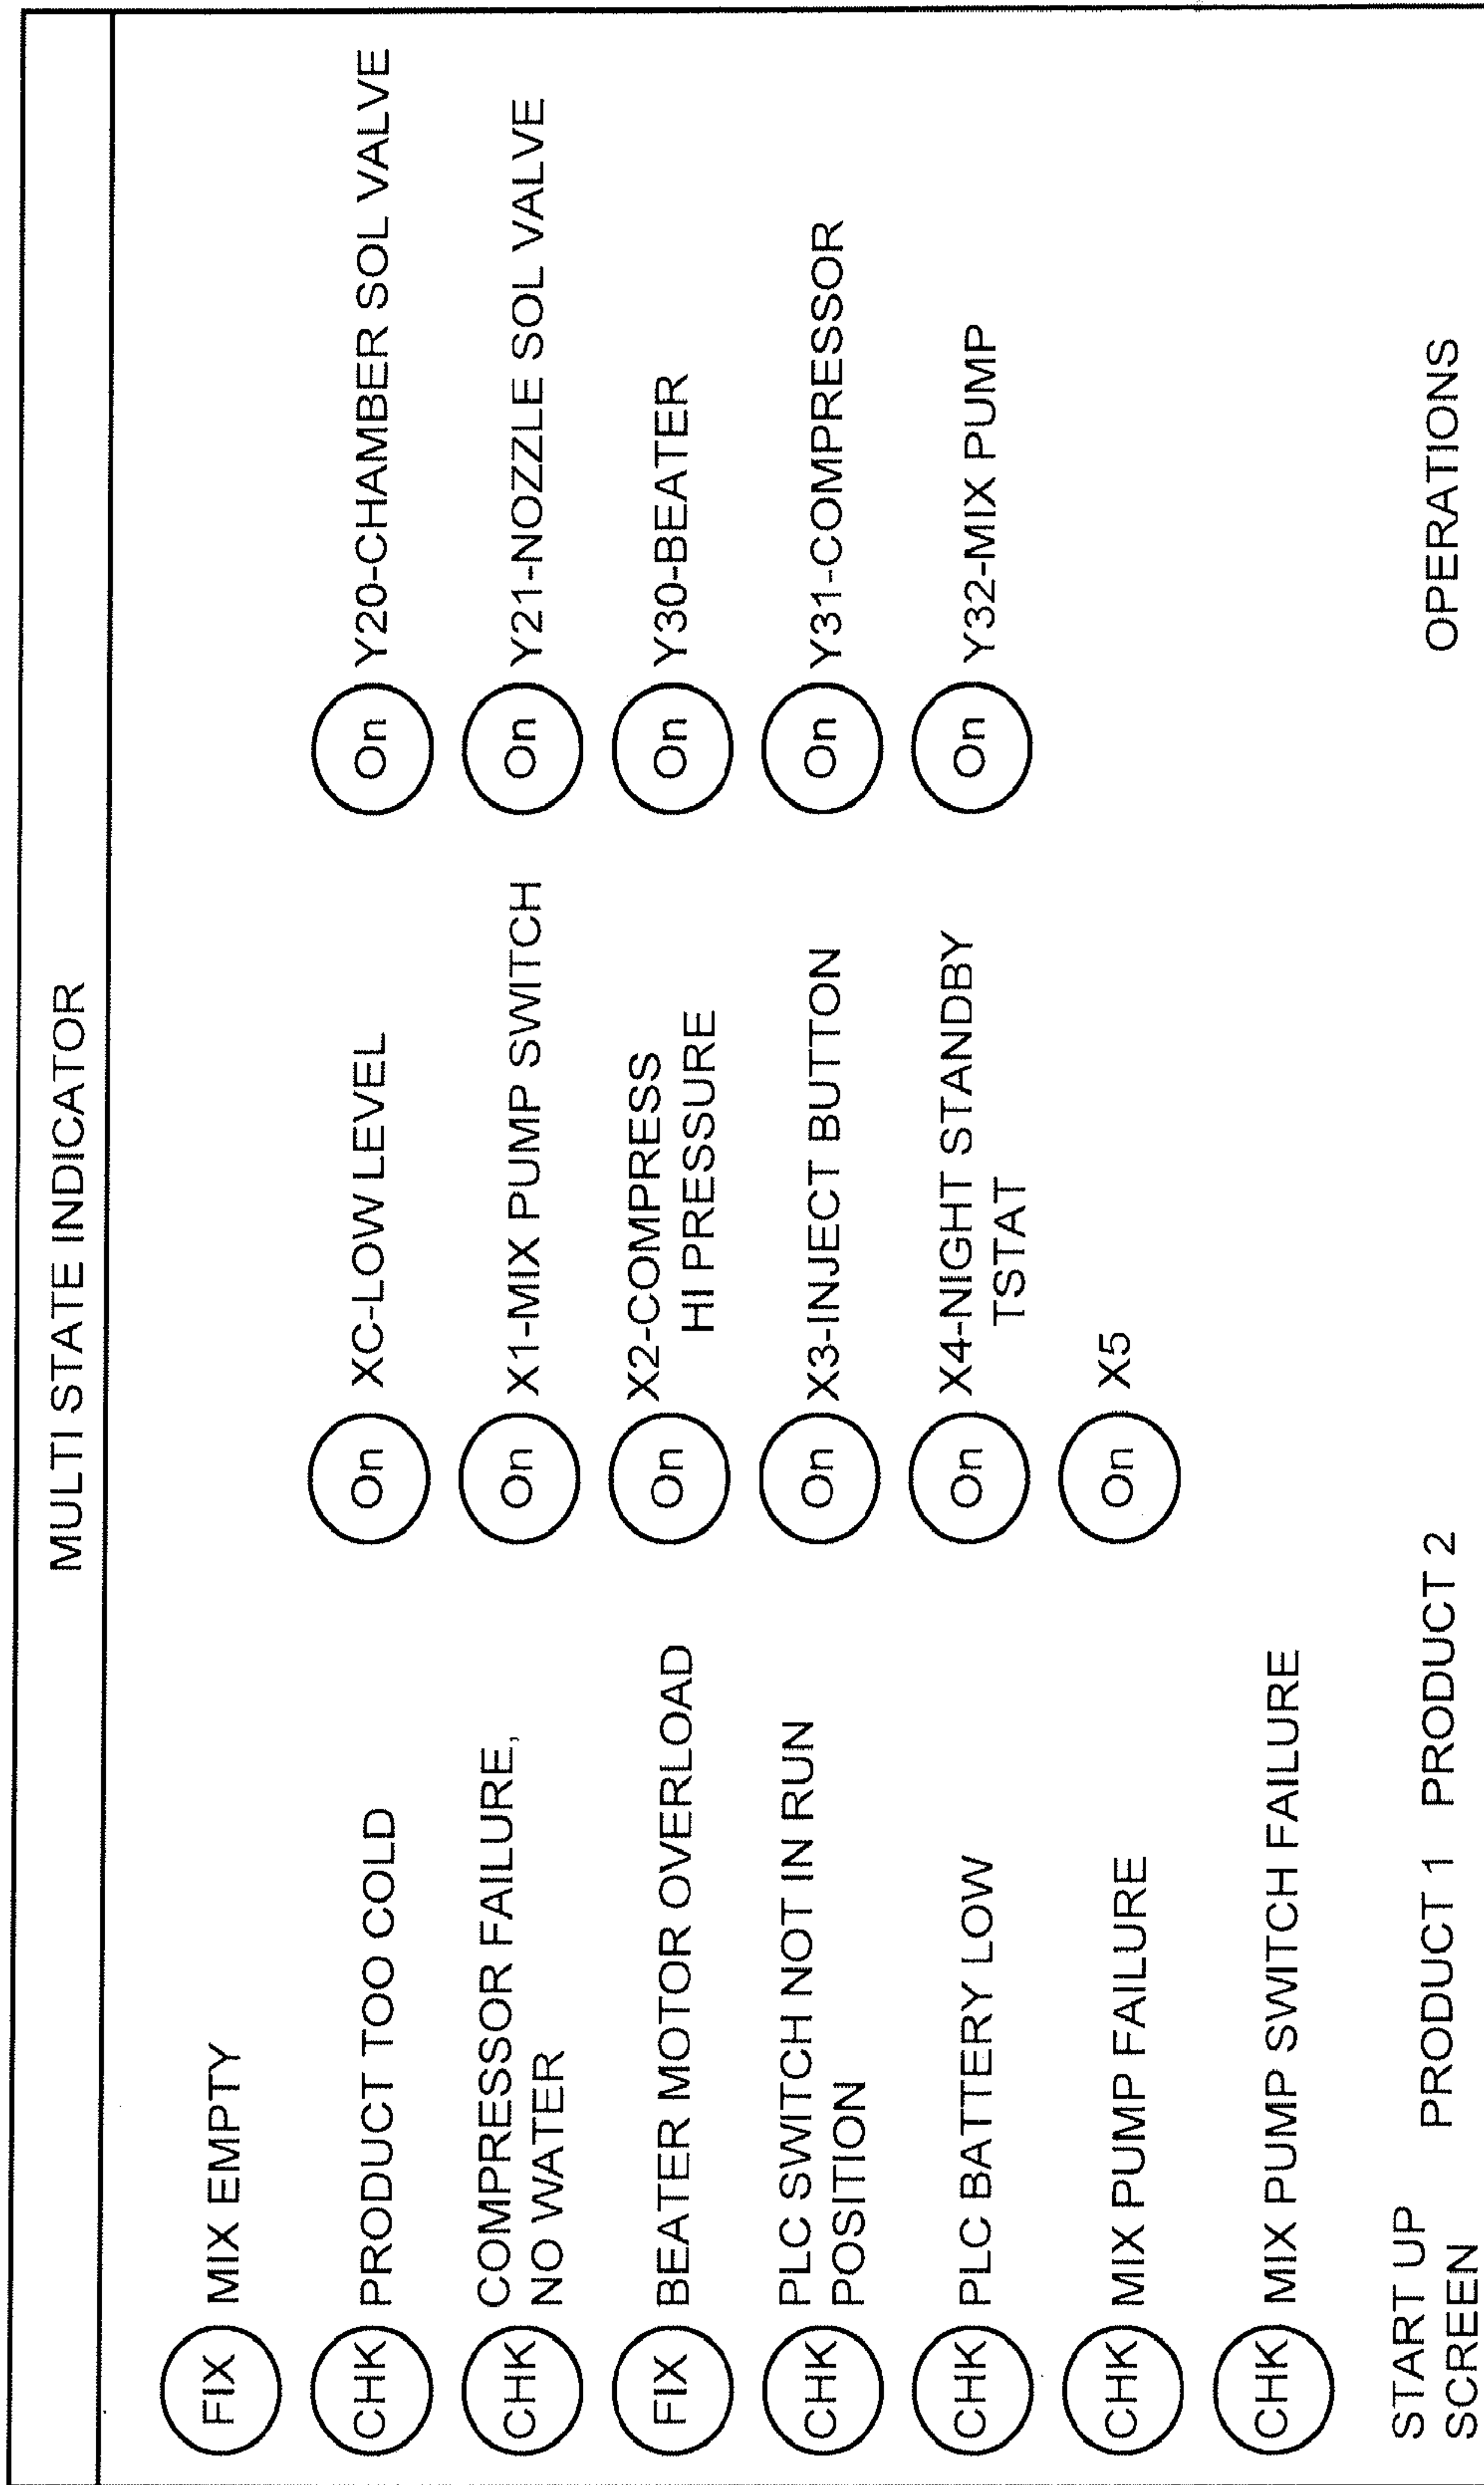 MULTI STATE INDICATOR
FIX MIX EMPTY
CHK PRODUCT TOO COLD
CHK COMPRESSOR FAILURE,
NO WATER
FIX BEATER MOTOR OVERLOAD
CHK PLC SWITCH NOT IN RUN
POSITION
CHK PLC BATTERY LOW
CHK MIX PUMP FAILURE
CHK MIX PUMP SWITCH FAILURE
On XC-LOW LEVEL
On X1-MIX PUMP SWITCH
On X2-COMPRESS
HI PRESSURE
On X3-INJECT BUTTON
On X4-NIGHT STANDBY
TSTAT
On X5
On Y20-CHAMBER SOL VALVE
On Y21-NOZZLE SOL VALVE
On Y30-BEATER
On Y31-COMPRESSOR
On Y32-MIX PUMP
START UP
SCREEN
PRODUCT 1
PRODUCT 2
OPERATIONS